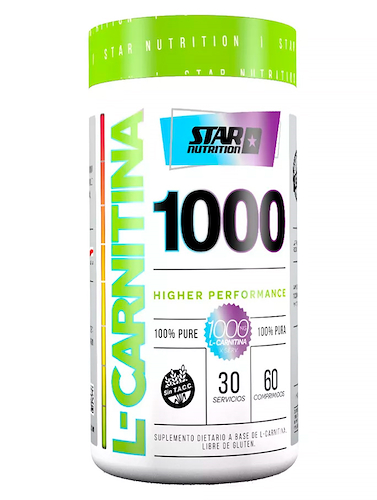 STAR NUTRITION
STAR NUTRITION
L-CARNITINA
STAR
NUTRITION
1000
HIGHER PERFORMANCE
100% PURE
1000 MG
L-CARNITINA
100% PURA
Sin T.A.C.C.
30
SERVICIOS
60
COMPRIMIDOS
SUPLEMENTO DIETARIO A BASE DE L-CARNITINA.
LIBRE DE GLUTEN.